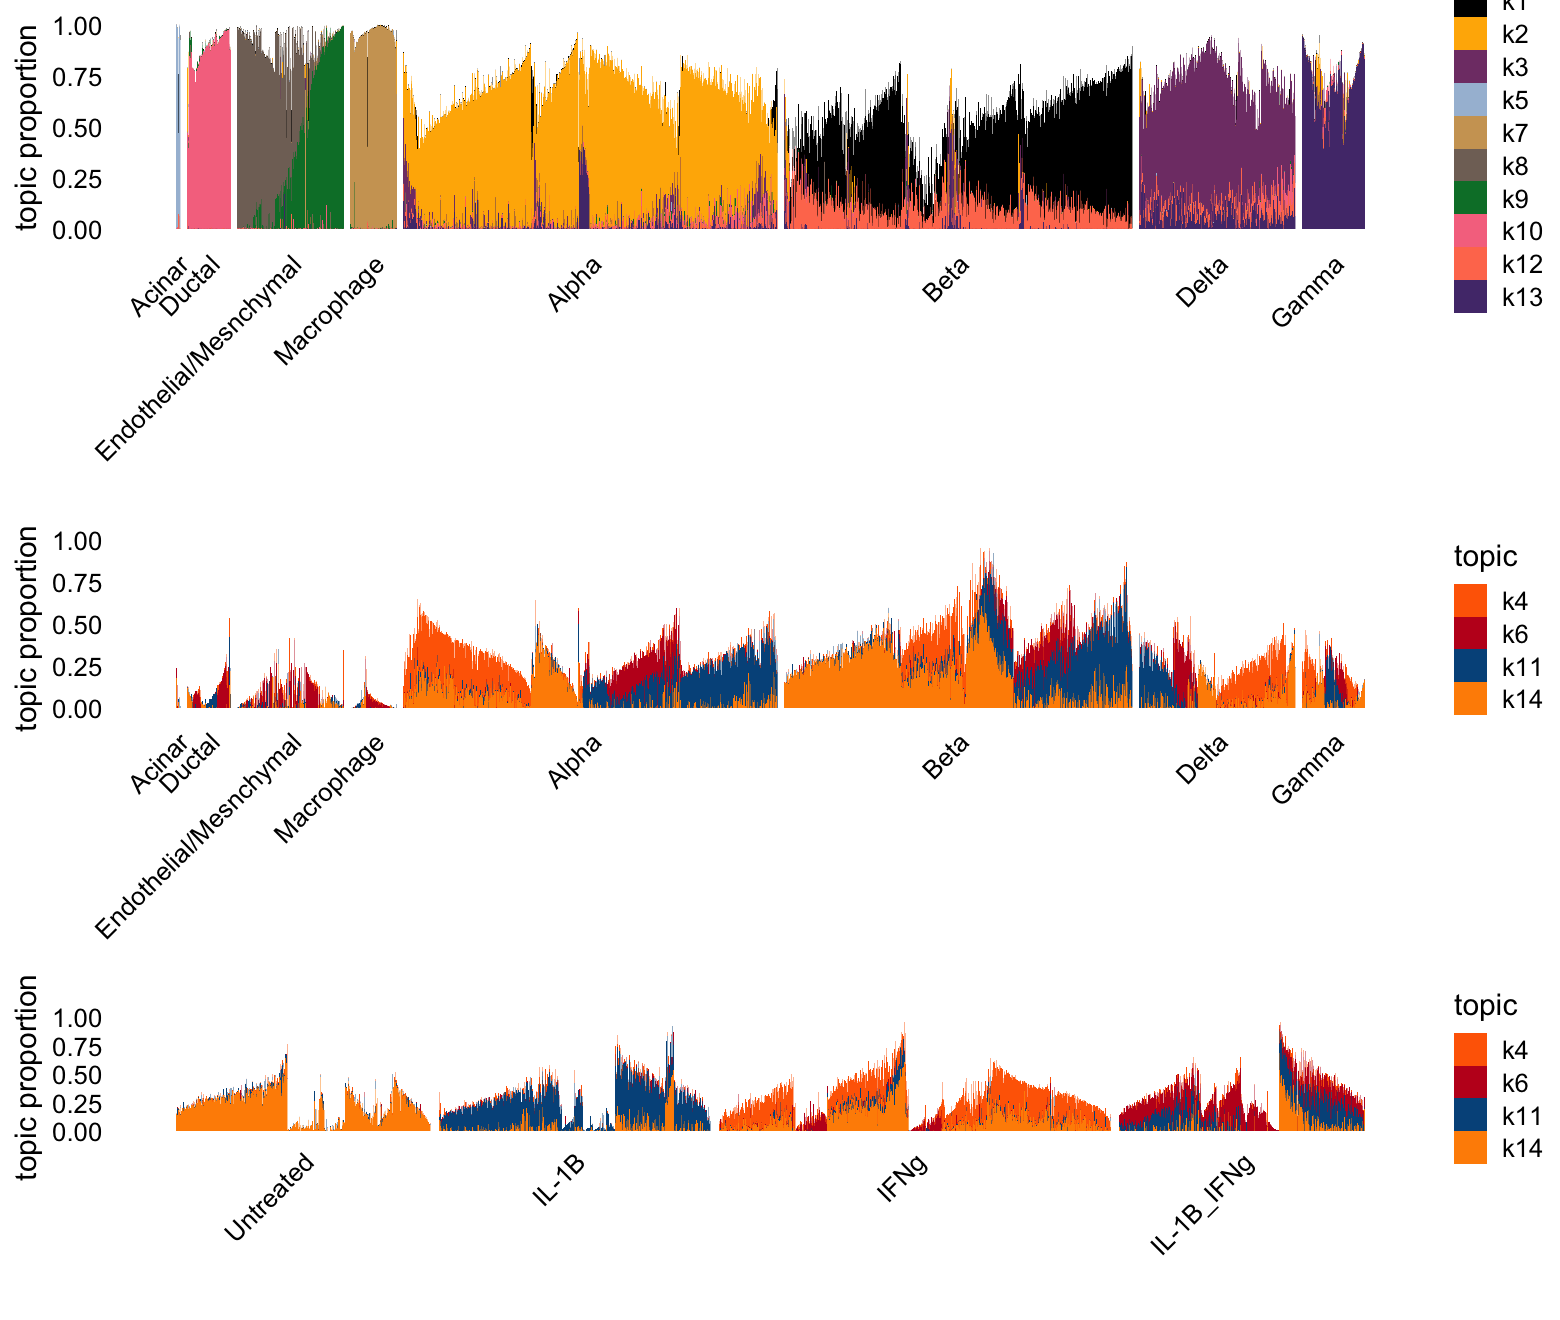 topic proportion
1.00
0.75
0.50
0.25
0.00
Acinar
Ductal
Endothelial/Mesnchymal
Macrophage
Alpha
Beta
Delta
Gamma
k1
k2
k3
k5
k7
k8
k9
k10
k12
k13
topic proportion
1.00
0.75
0.50
0.25
0.00
Acinar
Ductal
Endothelial/Mesnchymal
Macrophage
Alpha
Beta
Delta
Gamma
topic
k4
k6
k11
k14
topic proportion
1.00
0.75
0.50
0.25
0.00
Untreated
IL-1B
IFNg
IL-1B_IFNg
topic
k4
k6
k11
k14